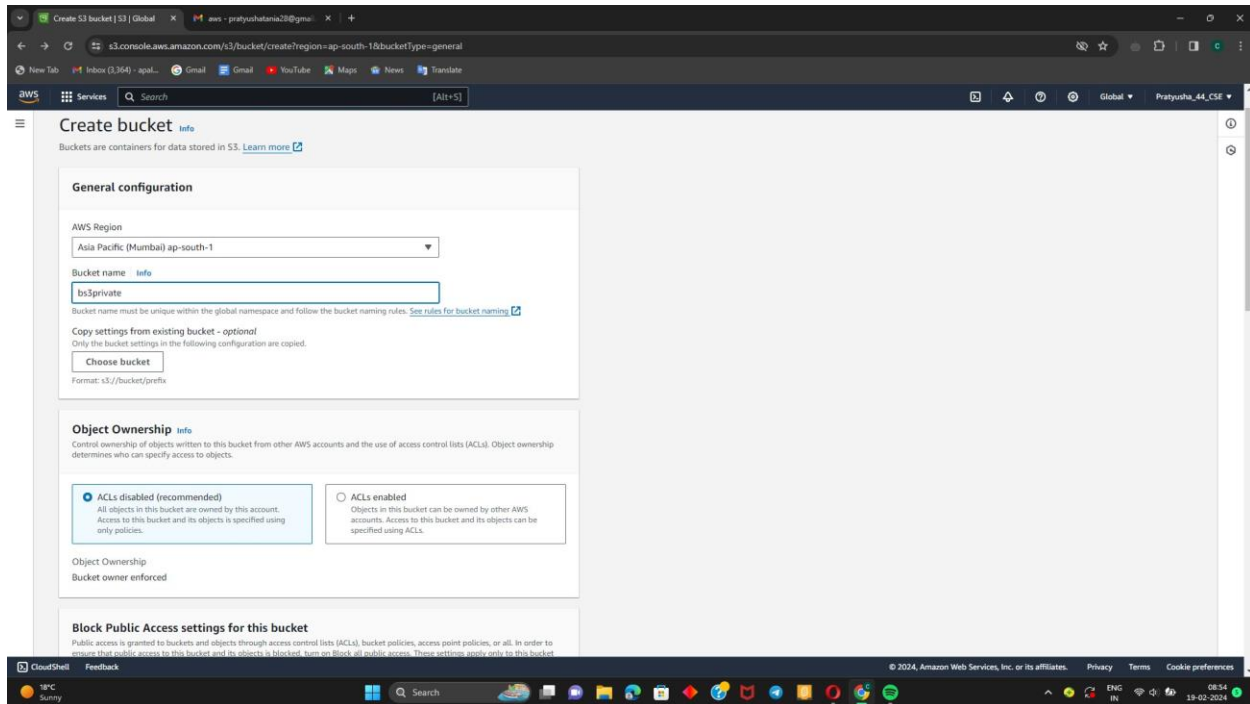 Create S3 bucket | S3 | Global
aws - pratyushatania28@gmai
s3.console.aws.amazon.com/s3/bucket/create?region=ap-south-1&bucketType=general
New Tab
Inbox (3,364) - apal...
Gmail
Gmail
YouTube
Maps
News
Translate
aws
Services
Search
[Alt+S]
Global
Pratyusha_44_CSE
Create bucket Info
Buckets are containers for data stored in S3. Learn more
General configuration
AWS Region
Asia Pacific (Mumbai) ap-south-1
Bucket name Info
bs3private
Bucket name must be unique within the global namespace and follow the bucket naming rules. See rules for bucket naming
Copy settings from existing bucket - optional
Only the bucket settings in the following configuration are copied.
Choose bucket
Format: s3://bucket/prefix
Object Ownership Info
Control ownership of objects written to this bucket from other AWS accounts and the use of access control lists (ACLs). Object ownership
determines who can specify access to objects.
ACLs disabled (recommended)
All objects in this bucket are owned by this account.
Access to this bucket and its objects is specified using
only policies.
ACLs enabled
Objects in this bucket can be owned by other AWS
accounts. Access to this bucket and its objects can be
specified using ACLs.
Object Ownership
Bucket owner enforced
Block Public Access settings for this bucket
Public access is granted to buckets and objects through access control lists (ACLs), bucket policies, access point policies, or all. In order to
ensure that public access to this bucket and its objects is blocked, turn on Block all public access. These settings apply only to this bucket
CloudShell
Feedback
© 2024, Amazon Web Services, Inc. or its affiliates.
Privacy
Terms
Cookie preferences
18°C
Sunny
Search
ENG
IN
08:54
19-02-2024